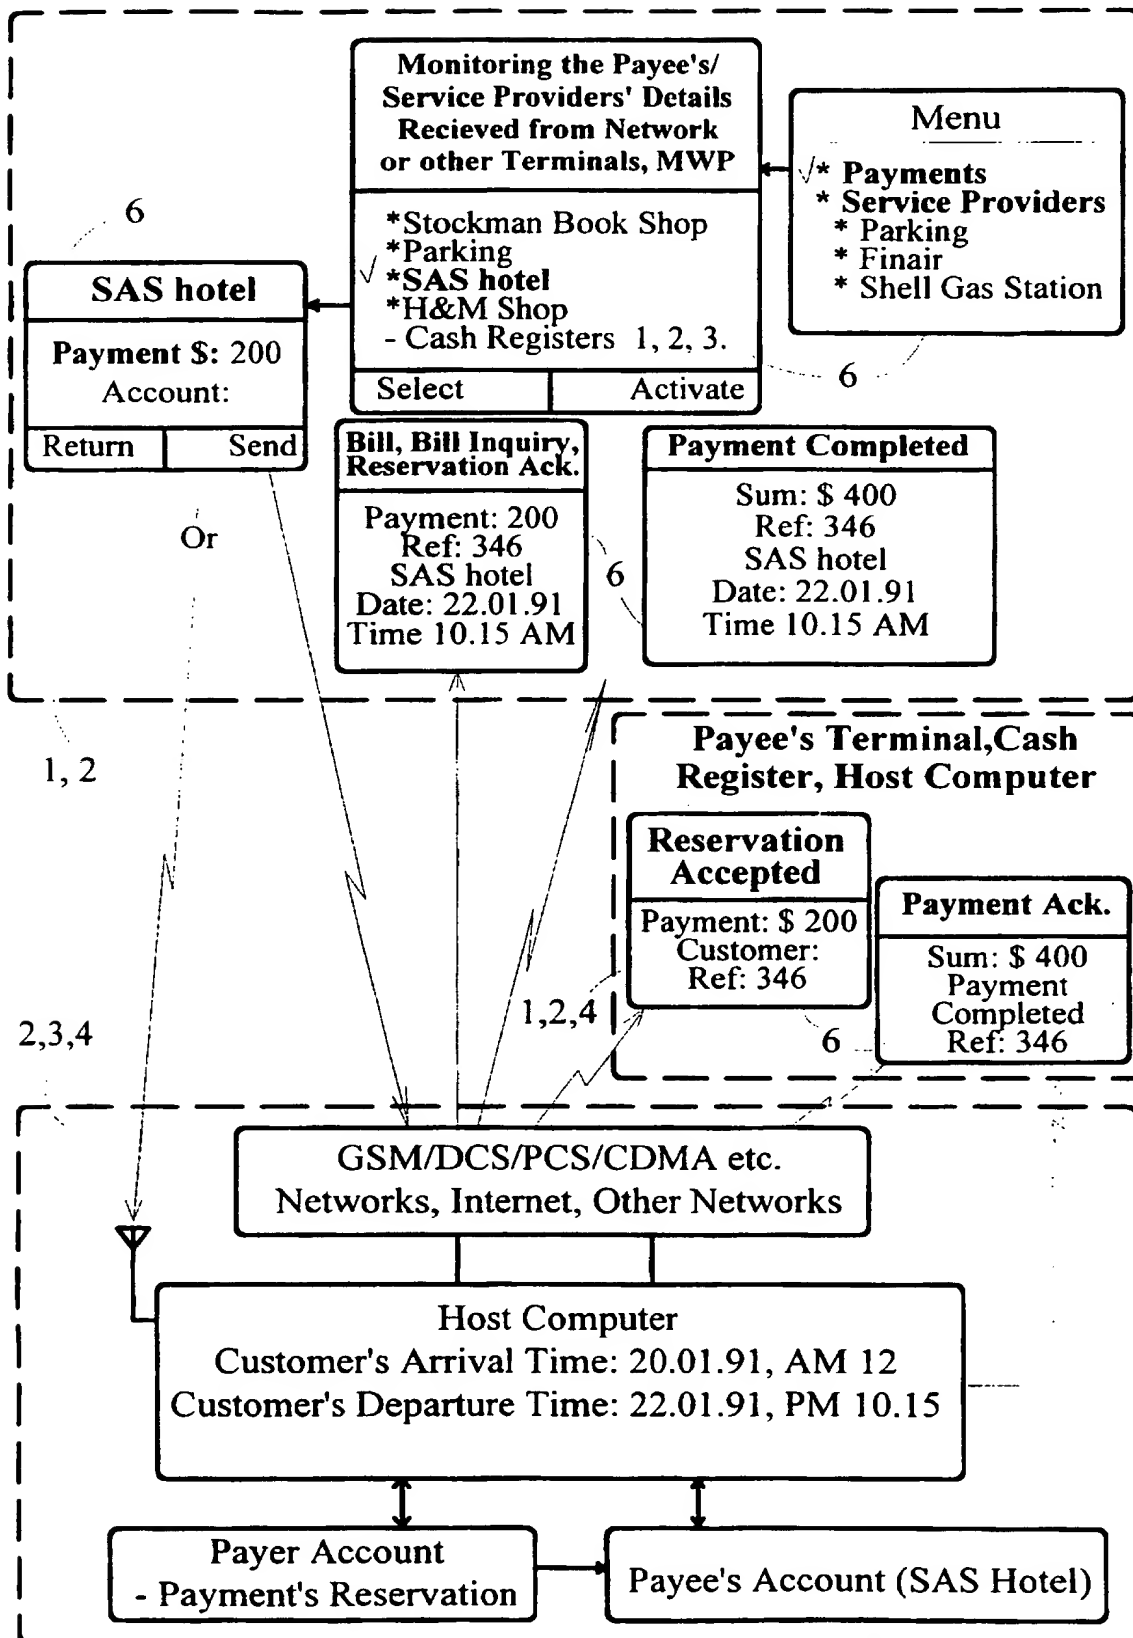 Monitoring the Payee's/
Service Providers' Details
Recieved from Network
or other Terminals, MWP
*Stockman Book Shop
*Parking
√ *SAS hotel
*H&M Shop
- Cash Registers 1, 2, 3.
Select Activate
Menu
√* Payments
* Service Providers
* Parking
* Finair
* Shell Gas Station
6
6
SAS hotel
Payment $: 200
Account:
Return Send
Or
Bill, Bill Inquiry,
Reservation Ack.
Payment: 200
Ref: 346
SAS hotel
Date: 22.01.91
Time 10.15 AM
6
Payment Completed
Sum: $ 400
Ref: 346
SAS hotel
Date: 22.01.91
Time 10.15 AM
1, 2
Payee's Terminal,Cash
Register, Host Computer
Reservation
Accepted
Payment: $ 200
Customer:
Ref: 346
Payment Ack.
Sum: $ 400
Payment
Completed
Ref: 346
1,2,4
6
2,3,4
GSM/DCS/PCS/CDMA etc.
Networks, Internet, Other Networks
Host Computer
Customer's Arrival Time: 20.01.91, AM 12
Customer's Departure Time: 22.01.91, PM 10.15
Payer Account
- Payment's Reservation
Payee's Account (SAS Hotel)